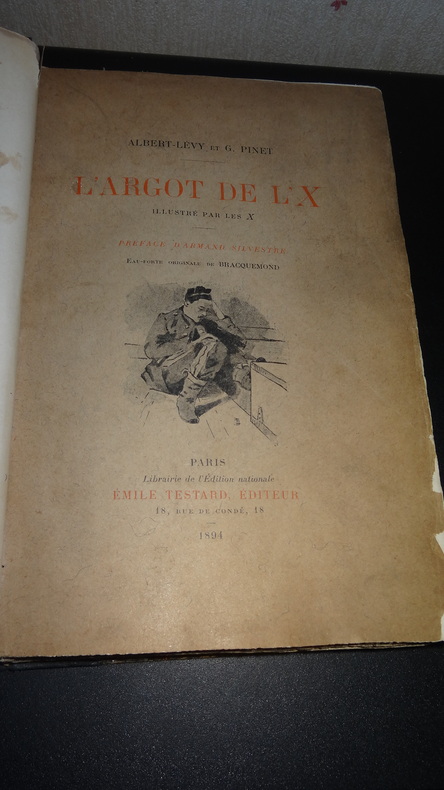 ALBERT-LÉVY ET G. PINET
L'ARGOT DE L'X
ILLUSTRÉ PAR LES X
PRÉFACE D'ARMAND SILVESTRE
EAU-FORTE ORIGINALE DE BRACQUEMOND
PARIS
Librairie de l'Édition nationale
ÉMILE TESTARD, ÉDITEUR
18, RUE DE CONDÉ, 18
1894